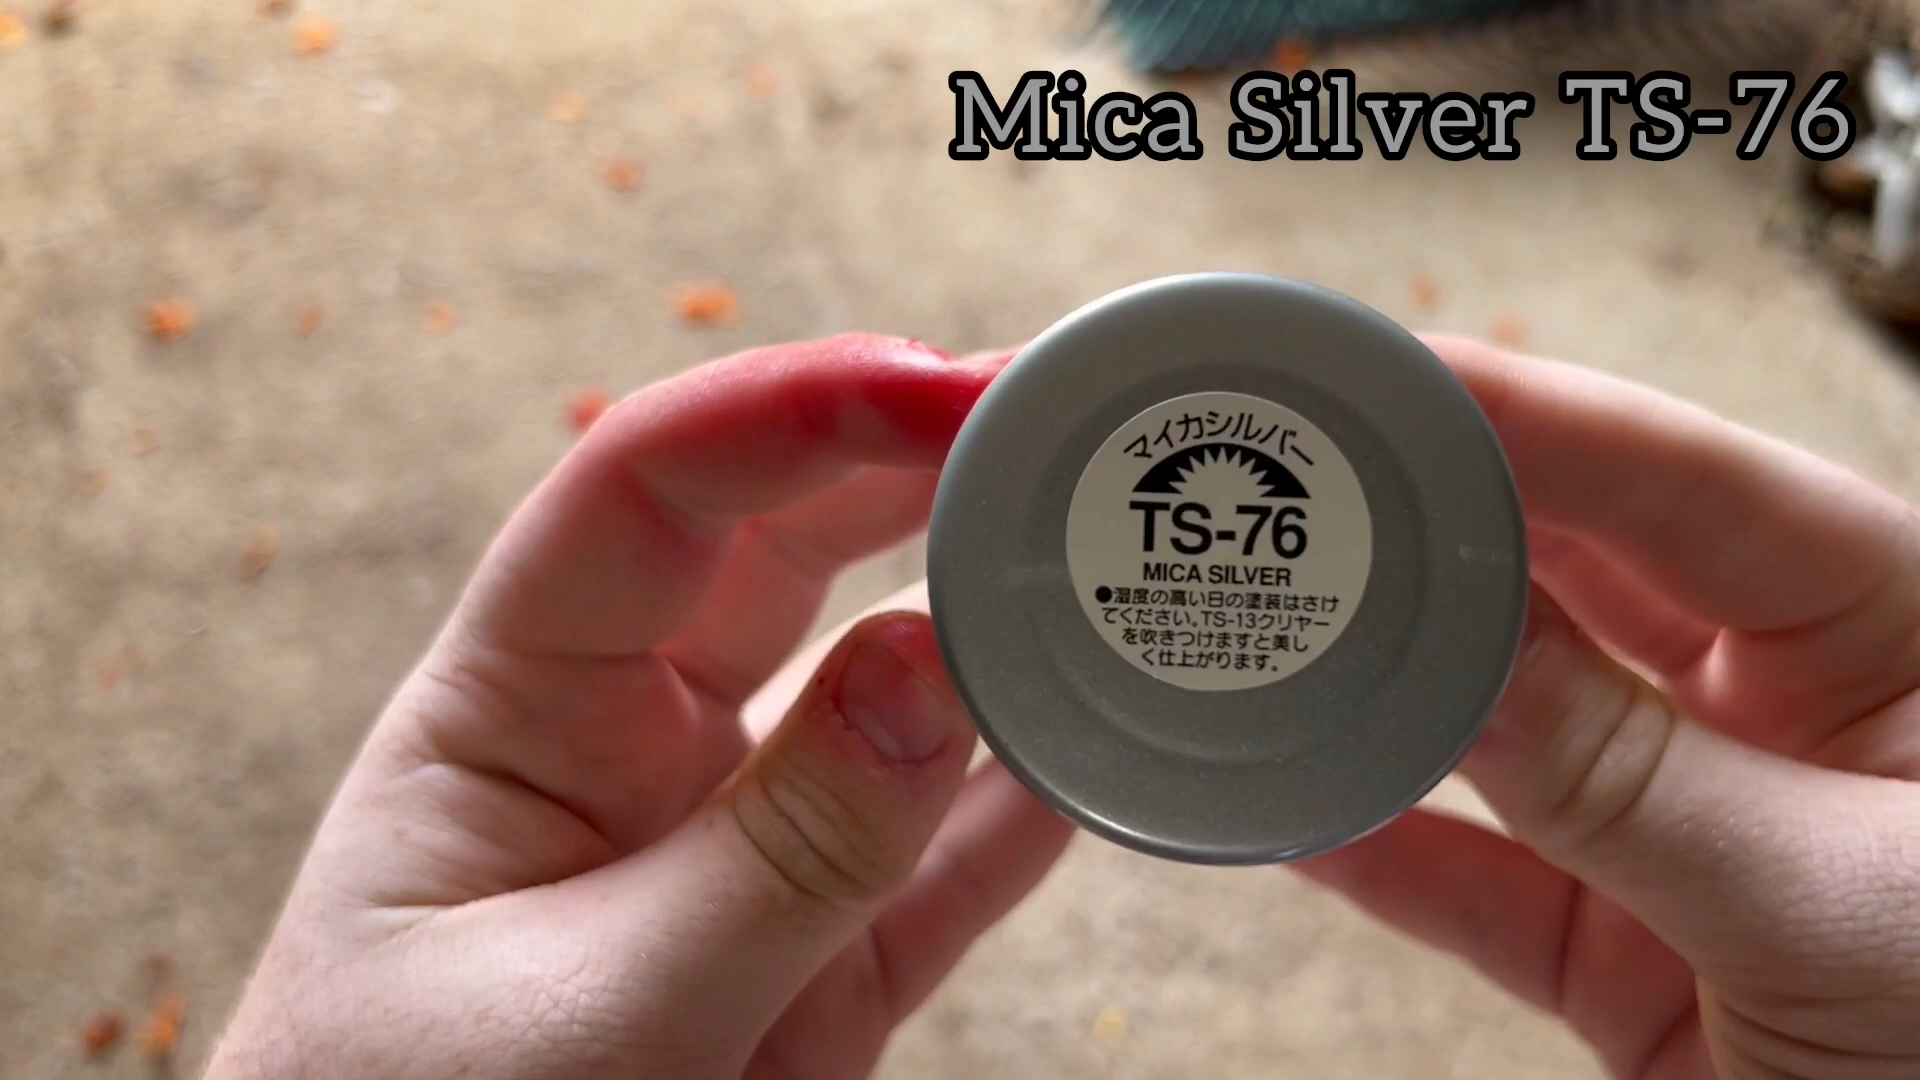 Mica Silver TS-76
マイカシルバー
TS-76
MICA SILVER
●湿度の高い日の塗装はさけ
てください。TS-13クリヤー
を吹きつけますと美し
く仕上がります。